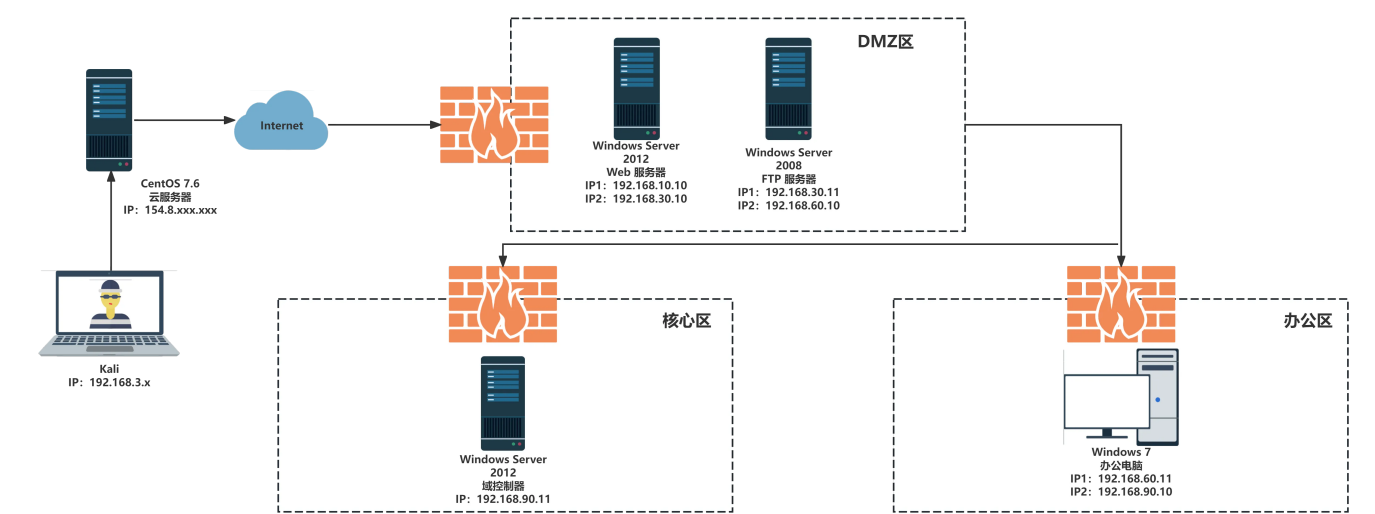 DMZ区
Internet
Windows Server
2012
Web 服务器
IP1: 192.168.10.10
IP2: 192.168.30.10
Windows Server
2008
FTP 服务器
IP1: 192.168.30.11
IP2: 192.168.60.10
CentOS 7.6
云服务器
IP: 154.8.xxx.xxx
Kali
IP: 192.168.3.x
核心区
Windows Server
2012
域控制器
IP: 192.168.90.11
办公区
Windows 7
办公电脑
IP1: 192.168.60.11
IP2: 192.168.90.10